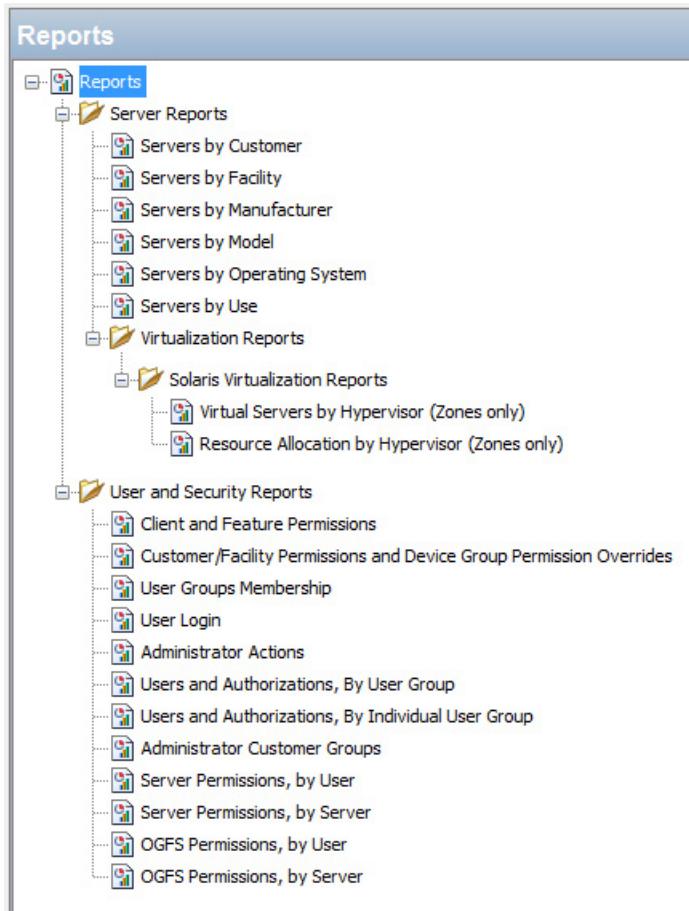 Reports
Reports
Server Reports
Servers by Customer
Servers by Facility
Servers by Manufacturer
Servers by Model
Servers by Operating System
Servers by Use
Virtualization Reports
Solaris Virtualization Reports
Virtual Servers by Hypervisor (Zones only)
Resource Allocation by Hypervisor (Zones only)
User and Security Reports
Client and Feature Permissions
Customer/Facility Permissions and Device Group Permission Overrides
User Groups Membership
User Login
Administrator Actions
Users and Authorizations, By User Group
Users and Authorizations, By Individual User Group
Administrator Customer Groups
Server Permissions, by User
Server Permissions, by Server
OGFS Permissions, by User
OGFS Permissions, by Server